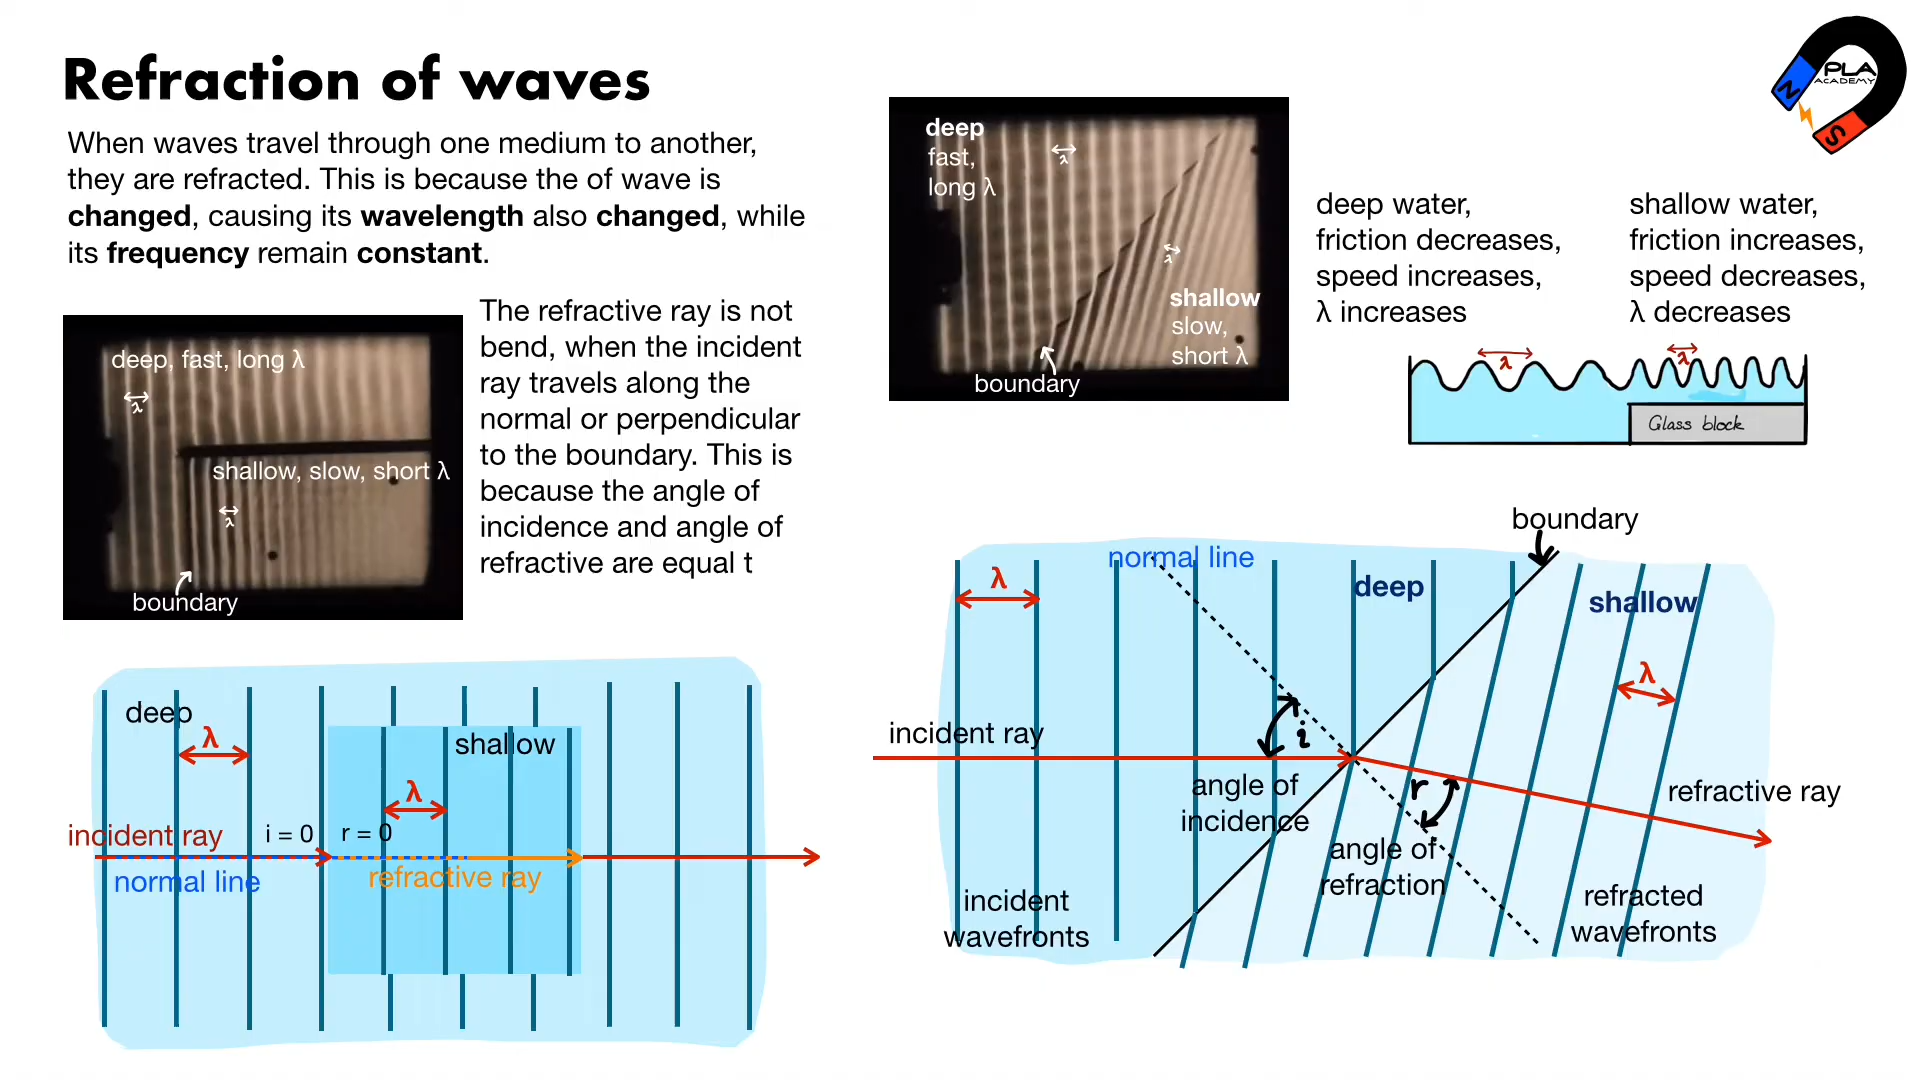 Refraction of waves
When waves travel through one medium to another,
they are refracted. This is because the of wave is
changed, causing its wavelength also changed, while
its frequency remain constant.
deep, fast, long λ
λ
shallow, slow, short λ
λ
boundary
The refractive ray is not
bend, when the incident
ray travels along the
normal or perpendicular
to the boundary. This is
because the angle of
incidence and angle of
refractive are equal t
deep
λ
shallow
λ
incident ray
i = 0
r = 0
normal line
refractive ray
deep
fast,
long λ
λ
λ
shallow
slow,
short λ
boundary
PLA
ACADEMY
N
S
deep water,
friction decreases,
speed increases,
λ increases
shallow water,
friction increases,
speed decreases,
λ decreases
λ
λ
Glass block
boundary
normal line
λ
deep
shallow
λ
incident ray
i
angle of
incidence
r
angle of
refraction
refractive ray
incident
wavefronts
refracted
wavefronts